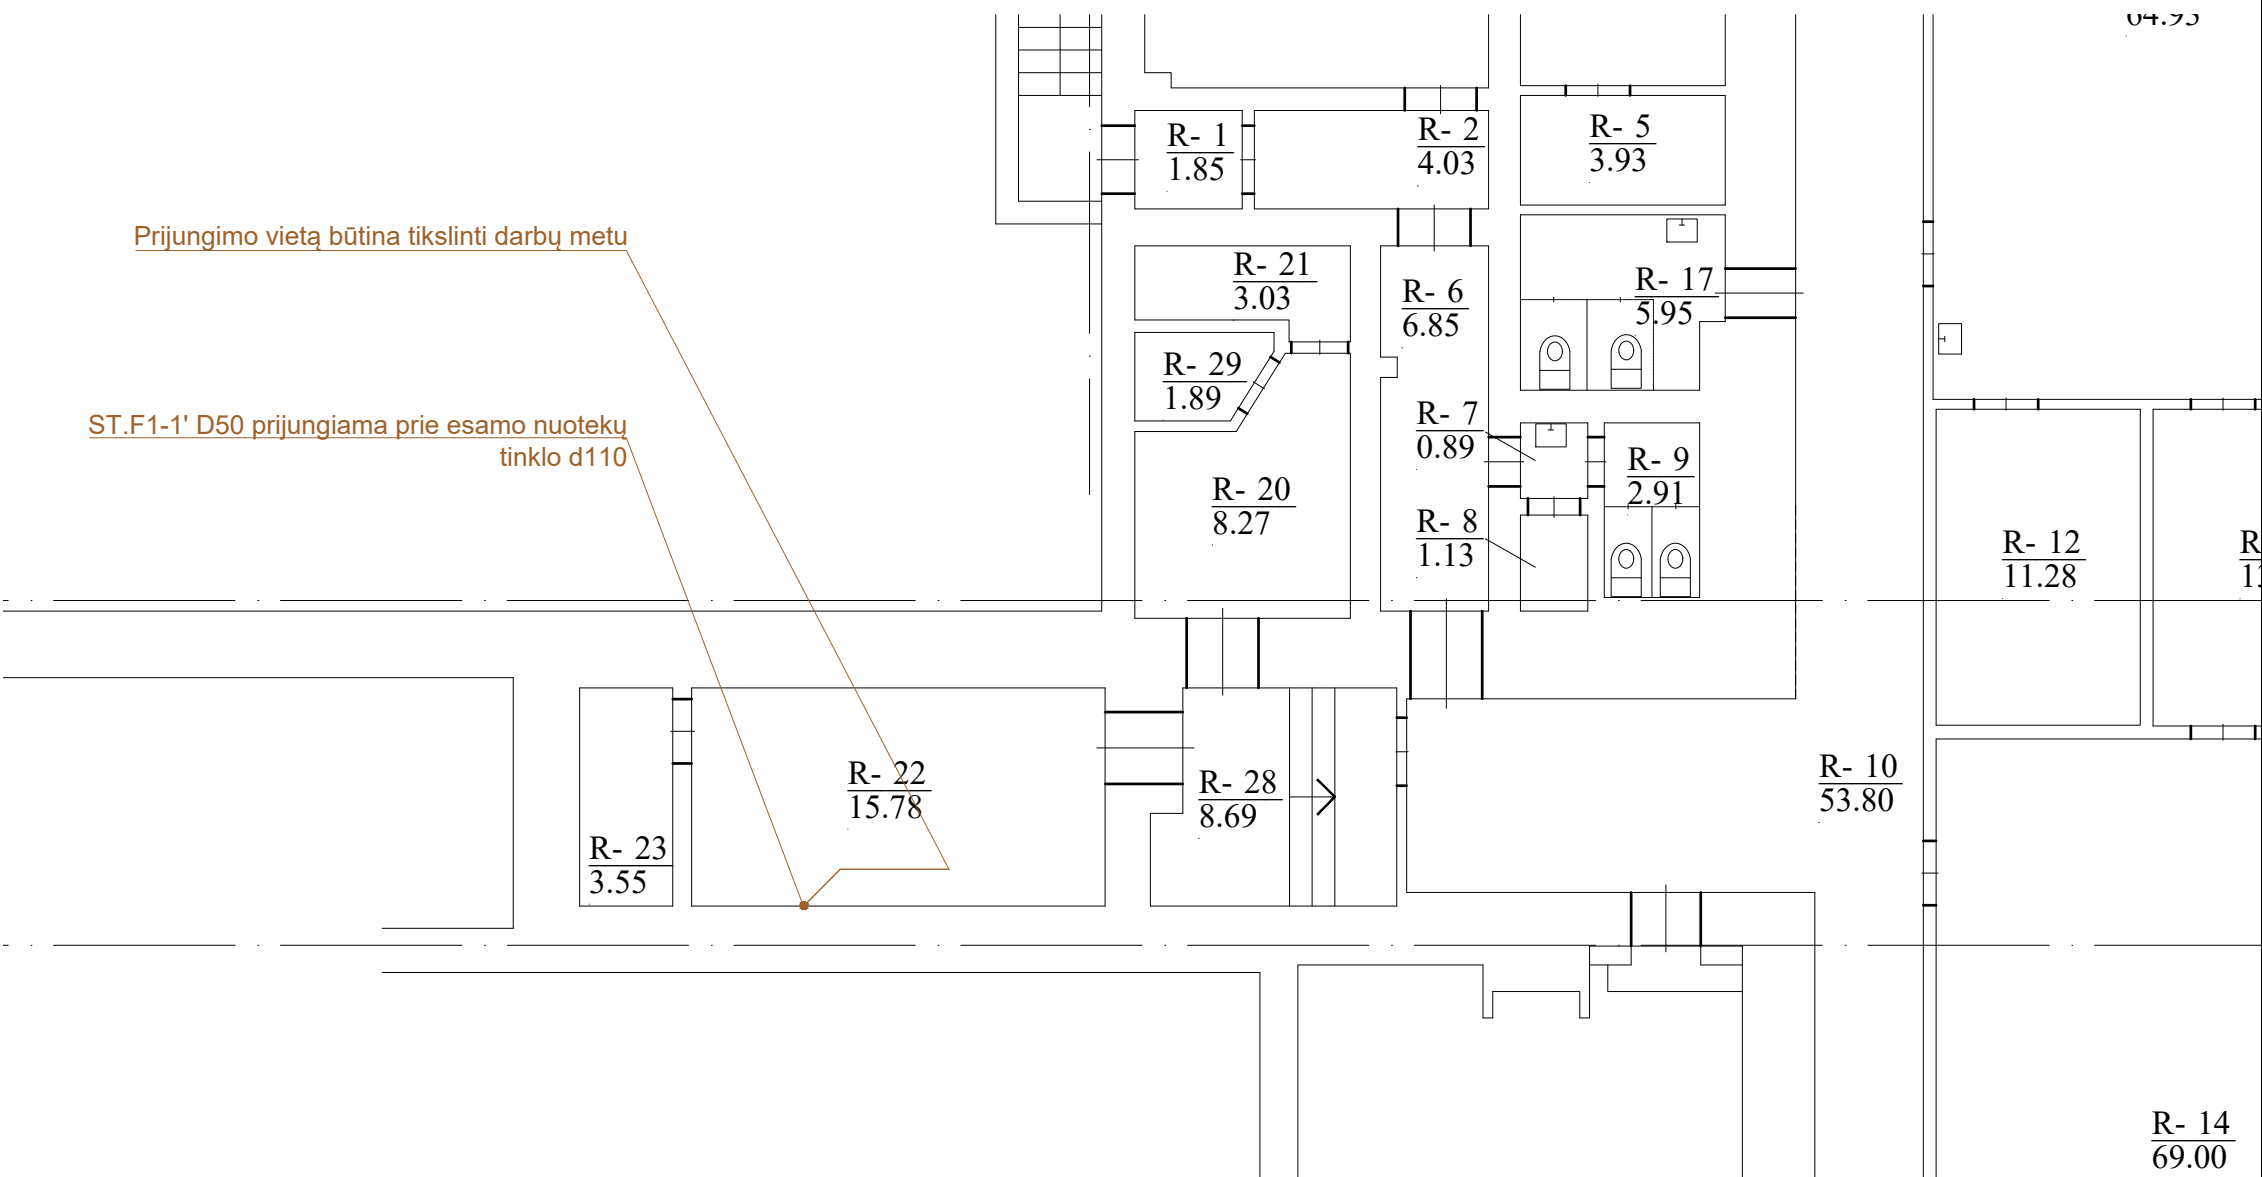 R- 1
1.85
R- 2
4.03
R- 5
3.93
Prijungimo vietą būtina tikslinti darbų metu
R- 21
3.03
R- 6
6.85
R- 17
5.95
R- 29
1.89
R- 7
0.89
ST.F1-1' D50 prijungiama prie esamo nuotekų
tinklo d110
R- 9
2.91
R- 20
8.27
R- 8
1.13
R- 12
11.28
R- 22
15.78
R- 28
8.69
R- 10
53.80
R- 23
3.55
R- 14
69.00